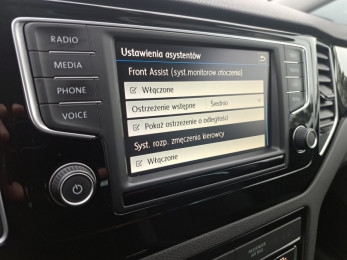 RADIO
MEDIA
PHONE
VOICE
Ustawienia asystentów
Front Assist (syst.monitorow.otoczenia)
Włączone
Ostrzeżenie wstępne Średnio
Pokaż ostrzeżenie o odległości
Syst. rozp. zmęczenia kierowcy
Włączone